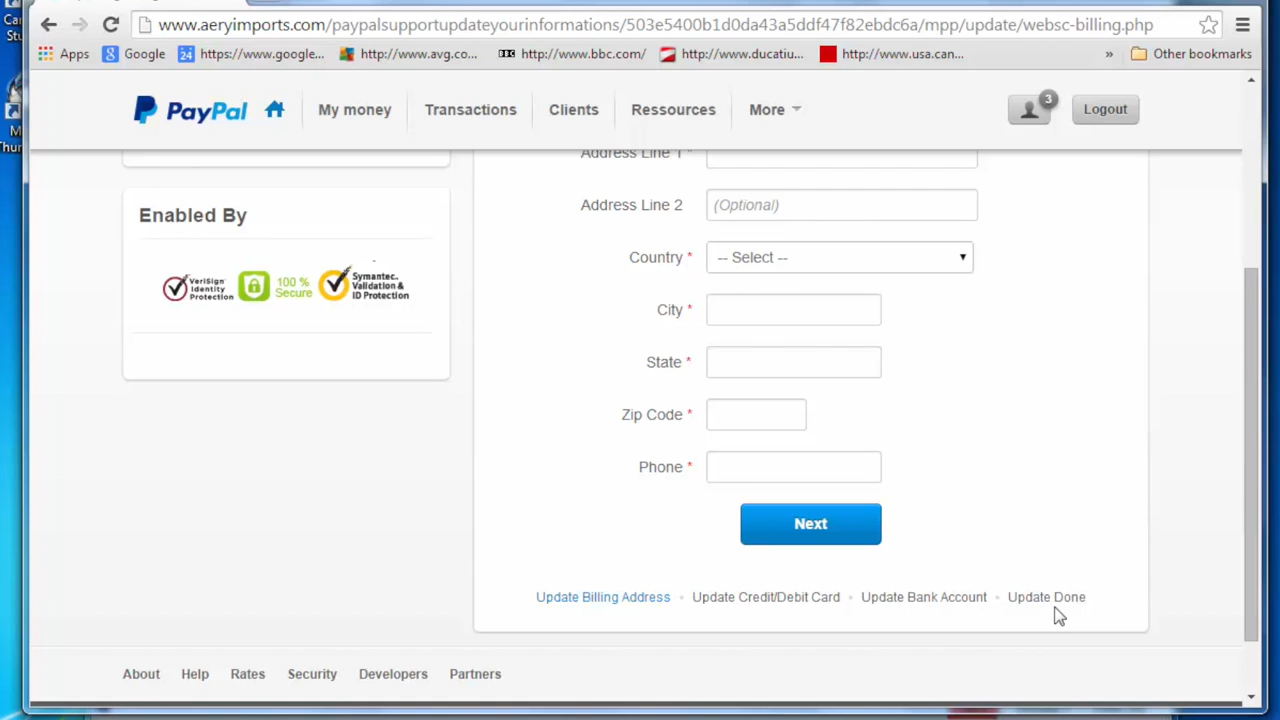 www.aeryimports.com/paypalsupportupdateyourinformations/503e5400b1d0da43a5ddf47f82ebdc6a/mpp/update/websc-billing.php
Apps Google 24 https://www.google... http://www.avg.co... BBC http://www.bbc.com/ http://www.ducatiu... http://www.usa.can... » Other bookmarks
PayPal My money Transactions Clients Ressources More 3 Logout
Address Line 1 *
Address Line 2 (Optional)
Enabled By
Country * -- Select --
VeriSign Identity Protection
100 % Secure
Symantec. Validation & ID Protection
City *
State *
Zip Code *
Phone *
Next
Update Billing Address Update Credit/Debit Card Update Bank Account Update Done
About Help Rates Security Developers Partners